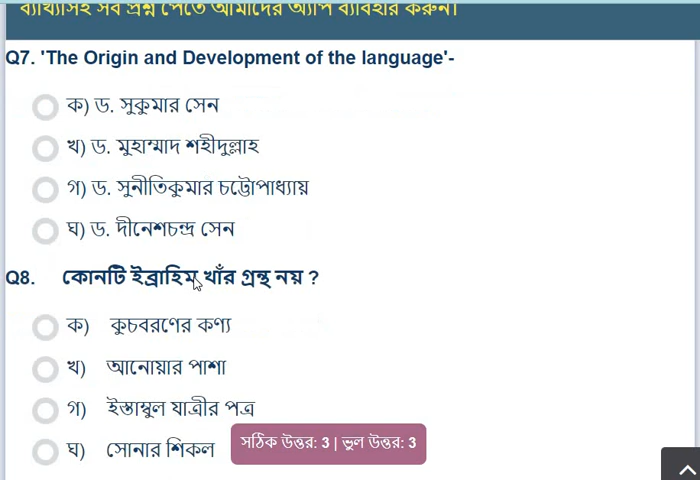 ব্যাখ্যাসহ সব প্রশ্ন পেতে আমাদের অ্যাপ ব্যবহার করুন।
Q7. 'The Origin and Development of the language'-
ক) ড. সুকুমার সেন
খ) ড. মুহাম্মাদ শহীদুল্লাহ
গ) ড. সুনীতিকুমার চট্টোপাধ্যায়
ঘ) ড. দীনেশচন্দ্র সেন
Q8. কোনটি ইব্রাহিম খাঁর গ্রন্থ নয় ?
ক) কুচবরণের কণ্য
খ) আনোয়ার পাশা
গ) ইস্তাম্বুল যাত্রীর পত্র
ঘ) সোনার শিকল
সঠিক উত্তর: 3 | ভুল উত্তর: 3